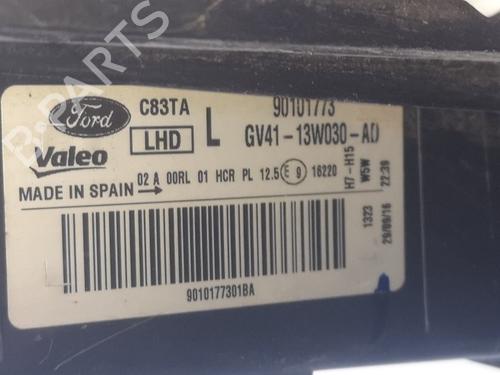 B-PARTS
Ford
C83TA
90101773
LHD
L
GV41-13W030-AD
Valeo
MADE IN SPAIN
02 A 00RL 01 HCR PL 12.5 E 9 16220
H7-H15
W5W
22:39
1323
29/09/16
9010177301BA